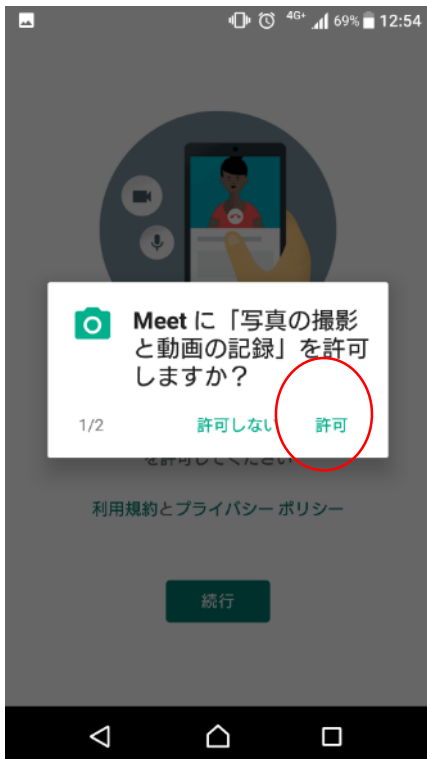 4G+ 69% 12:54
Meet に「写真の撮影
と動画の記録」を許可
しますか?
1/2 許可しない 許可
を許可してください
利用規約とプライバシー ポリシー
続行